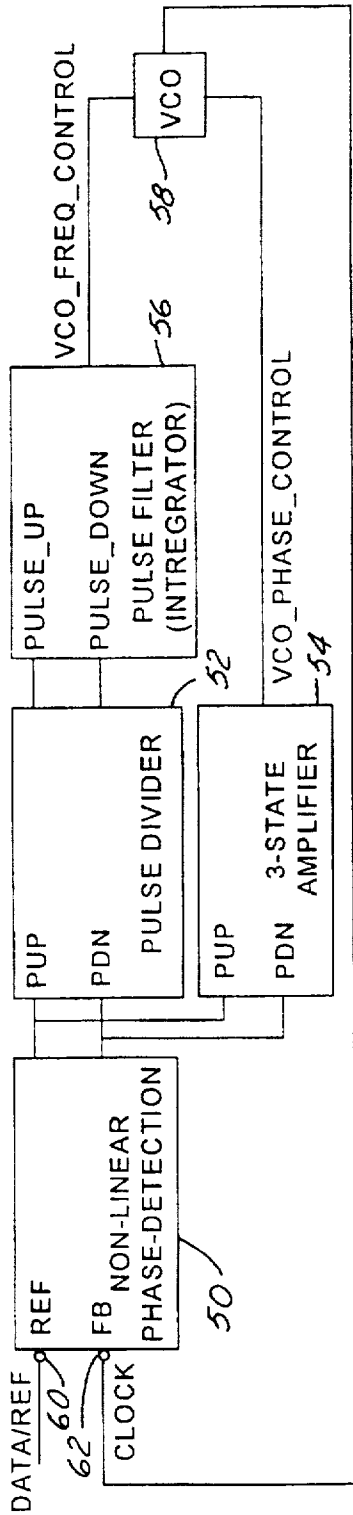 DATA/REF
60
62
CLOCK
REF
FB
NON-LINEAR
PHASE-DETECTION
50
PUP
PDN
PULSE DIVIDER
52
PUP
PDN
3-STATE
AMPLIFIER
54
PULSE_UP
PULSE_DOWN
PULSE FILTER
(INTREGRATOR)
56
VCO_FREQ_CONTROL
VCO_PHASE_CONTROL
VCO
58